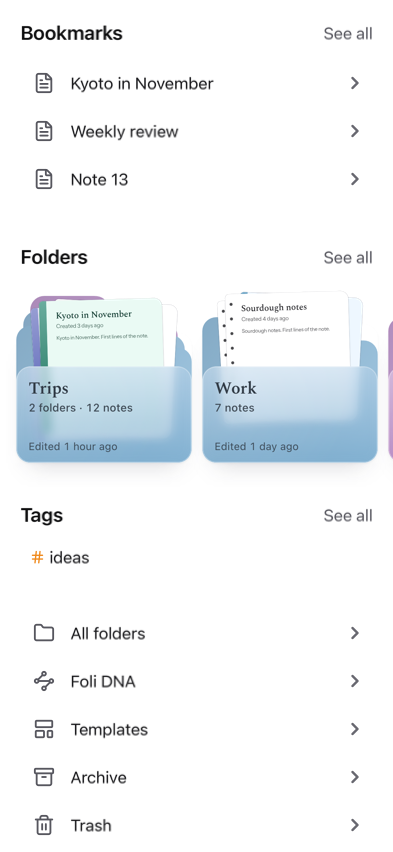 Bookmarks
See all
Kyoto in November
Weekly review
Note 13
Folders
See all
Kyoto in November
Created 3 days ago
Kyoto in November. First lines of the note.
Trips
2 folders · 12 notes
Edited 1 hour ago
Sourdough notes
Created 4 days ago
Sourdough notes. First lines of the note.
Work
7 notes
Edited 1 day ago
Tags
See all
# ideas
All folders
Foli DNA
Templates
Archive
Trash